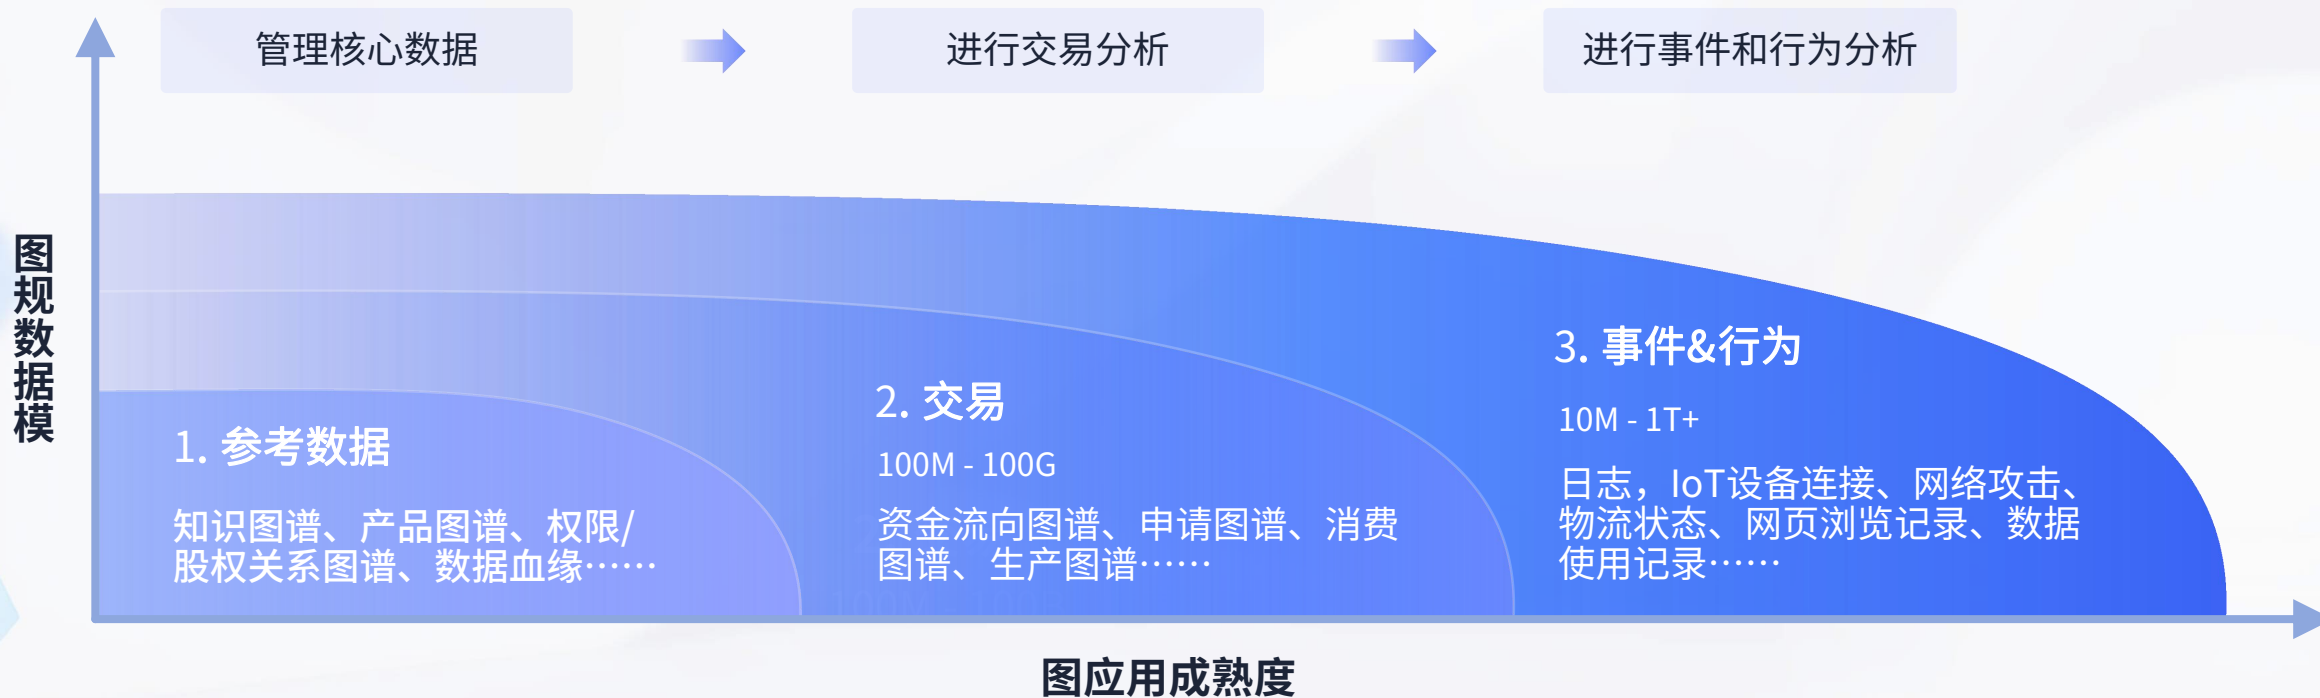 管理核心数据
进行交易分析
进行事件和行为分析
图规数据模
3. 事件&行为
10M - 1T+
日志，IoT设备连接、网络攻击、
物流状态、网页浏览记录、数据
使用记录……
2. 交易
100M - 100G
资金流向图谱、申请图谱、消费
图谱、生产图谱……
1. 参考数据
知识图谱、产品图谱、权限/
股权关系图谱、数据血缘……
图应用成熟度